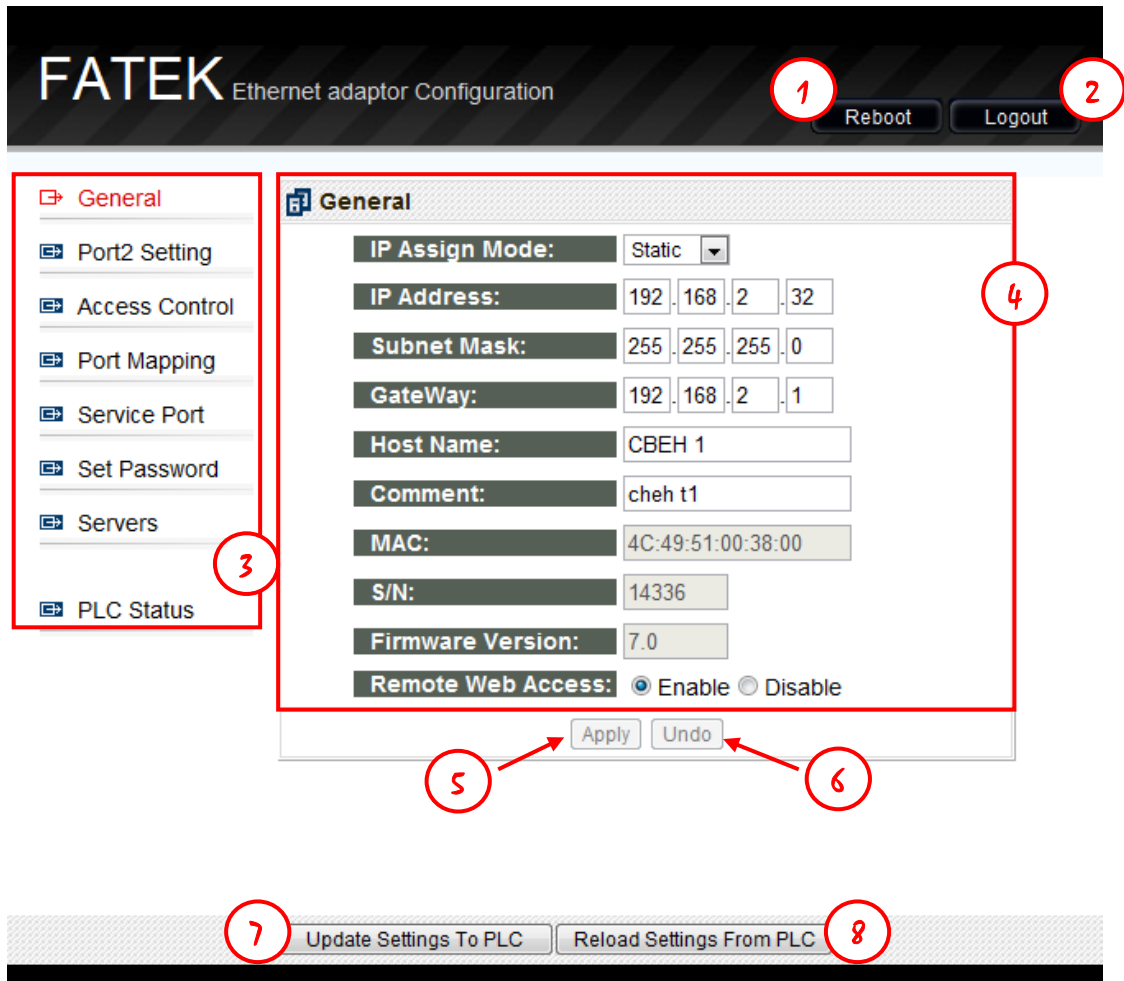 FATEK Ethernet adaptor Configuration
1 Reboot Logout 2
General
Port2 Setting
Access Control
Port Mapping
Service Port
Set Password
Servers
3
PLC Status
General
4
IP Assign Mode: Static
IP Address: 192 . 168 . 2 . 32
Subnet Mask: 255 . 255 . 255 . 0
GateWay: 192 . 168 . 2 . 1
Host Name: CBEH 1
Comment: cheh t1
MAC: 4C:49:51:00:38:00
S/N: 14336
Firmware Version: 7.0
Remote Web Access: Enable Disable
Apply Undo
5 6
7 Update Settings To PLC Reload Settings From PLC 8